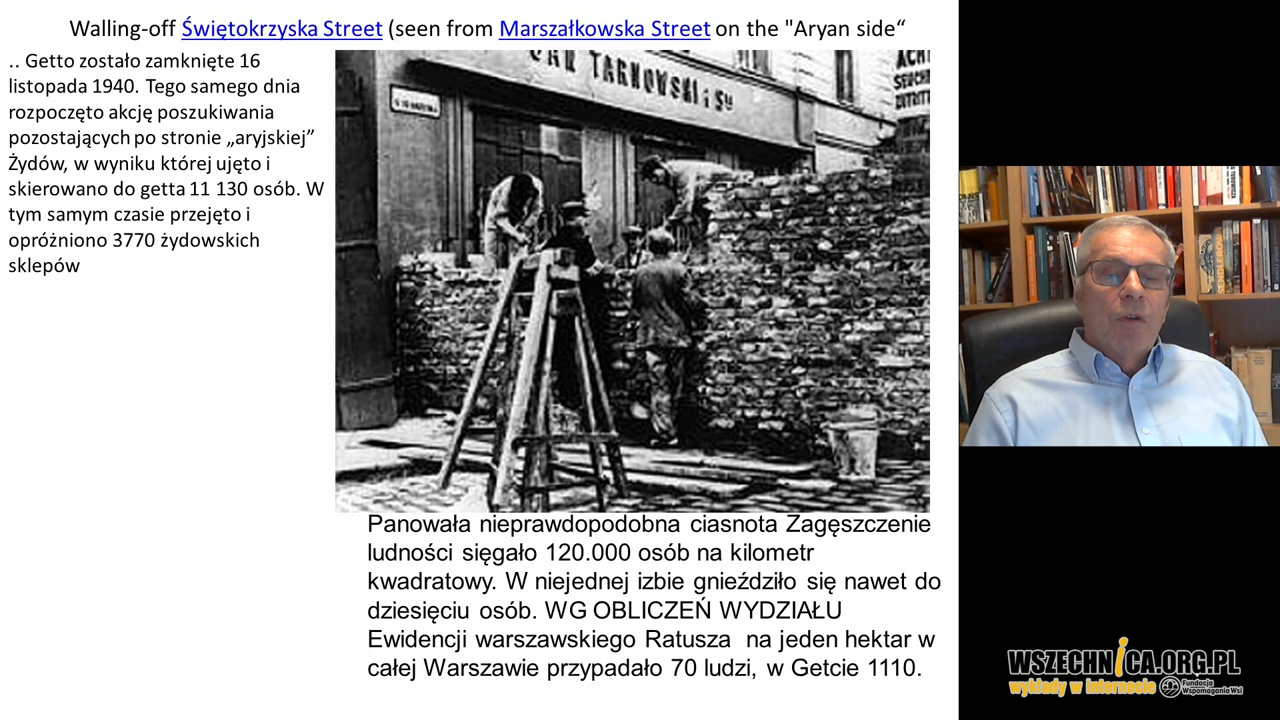 Walling-off Świętokrzyska Street (seen from Marszałkowska Street on the "Aryan side“
.. Getto zostało zamknięte 16
listopada 1940. Tego samego dnia
rozpoczęto akcję poszukiwania
pozostających po stronie „aryjskiej”
Żydów, w wyniku której ujęto i
skierowano do getta 11 130 osób. W
tym samym czasie przejęto i
opróżniono 3770 żydowskich
sklepów
JAN TARNOWSKI i Sū
Panowała nieprawdopodobna ciasnota Zagęszczenie
ludności sięgało 120.000 osób na kilometr
kwadratowy. W niejednej izbie gnieździło się nawet do
dziesięciu osób. WG OBLICZEŃ WYDZIAŁU
Ewidencji warszawskiego Ratusza na jeden hektar w
całej Warszawie przypadało 70 ludzi, w Getcie 1110.
WSZECHNICA.ORG.PL
wykłady w internecie
Fundacja
Wspomagania Wsi